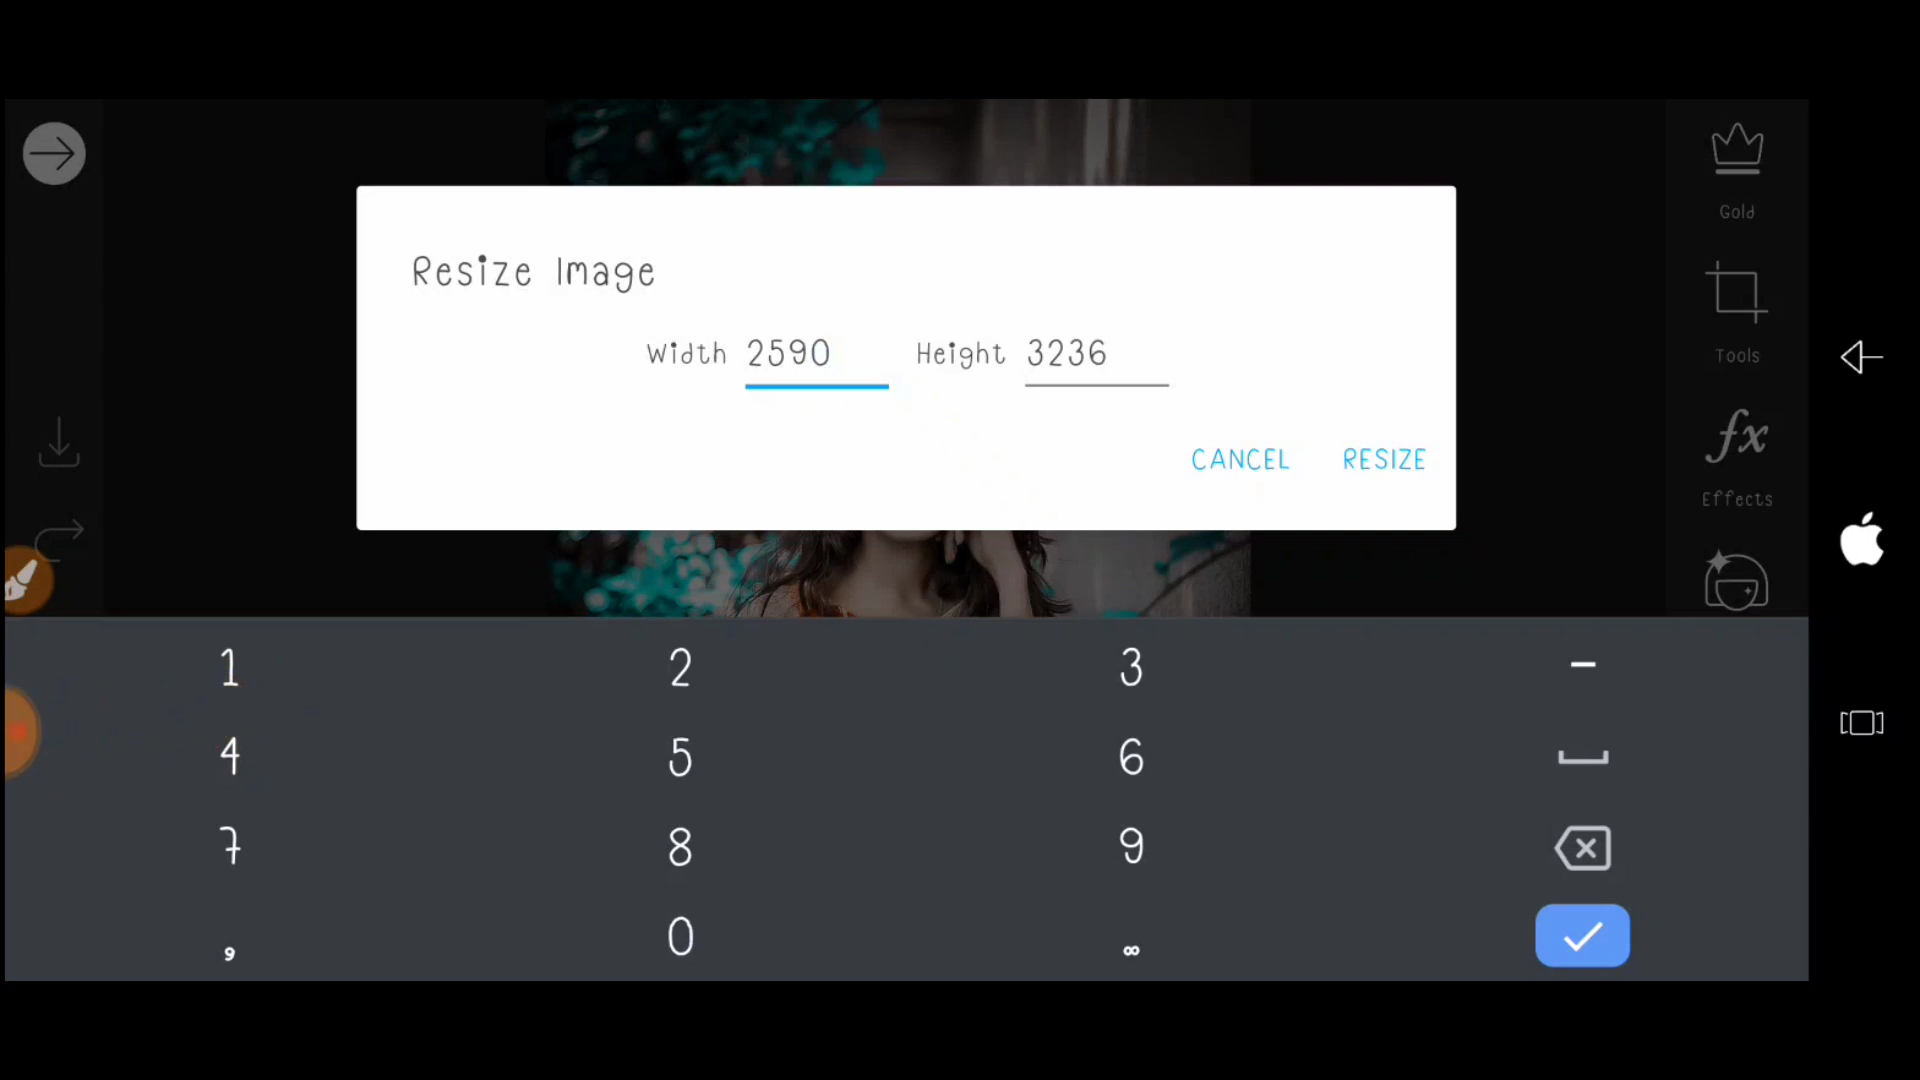 Gold
Resize Image
Width 2590 Height 3236
Tools
CANCEL RESIZE
fx
Effects
1 2 3 -
4 5 6
7 8 9
, 0 .